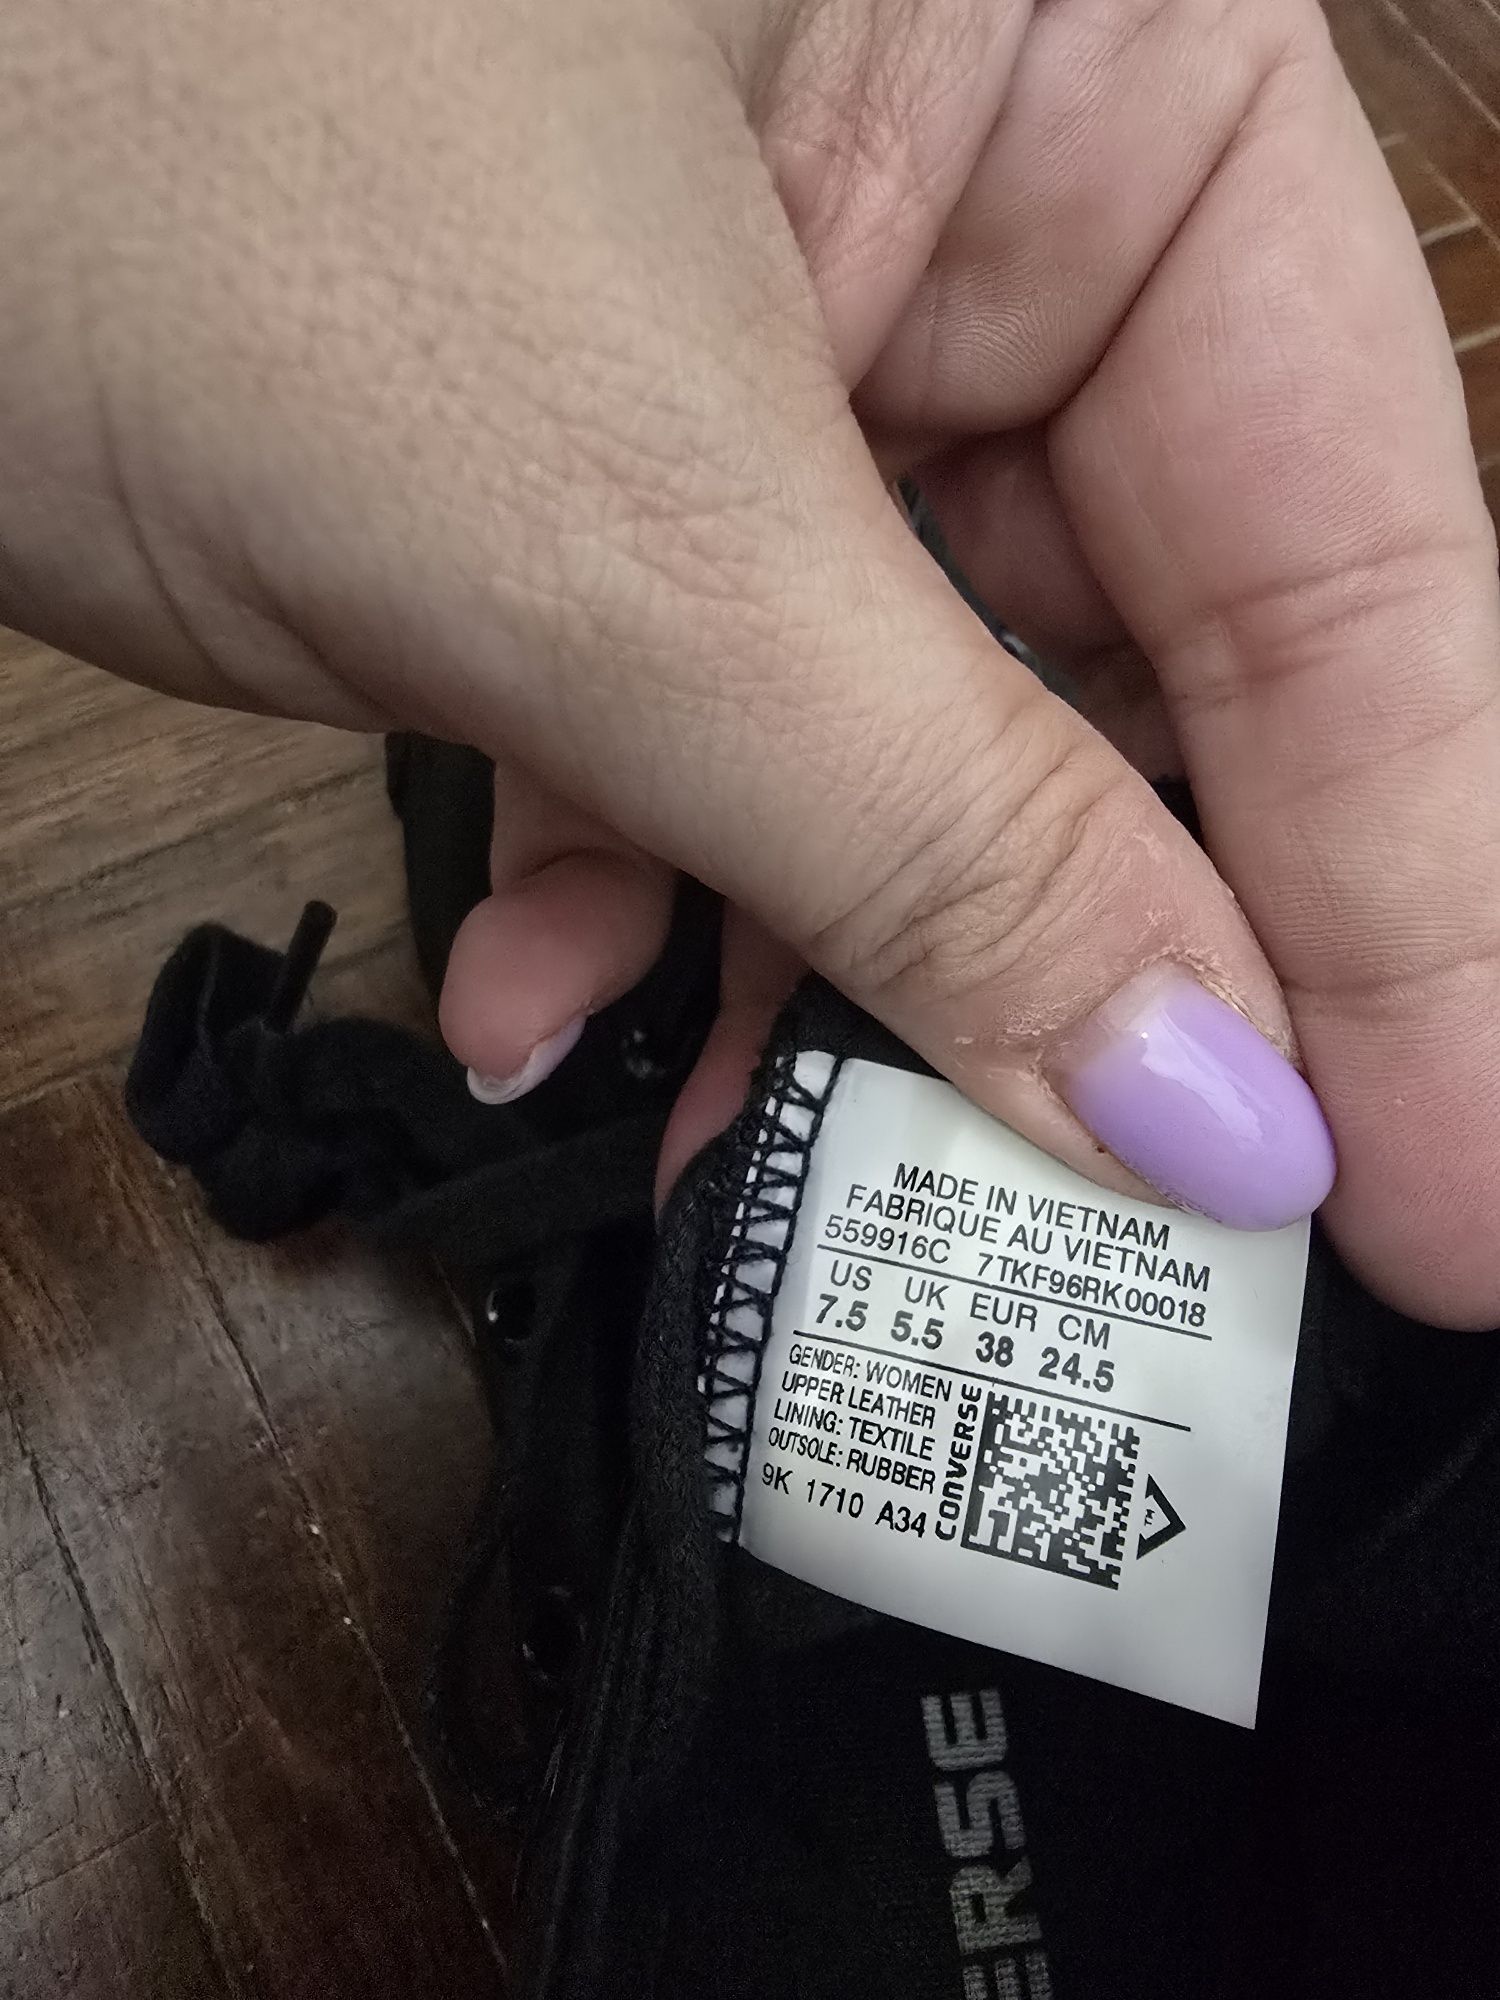 MADE IN VIETNAM
FABRIQUE AU VIETNAM
559916C 7TKF96RK00018
US UK EUR CM
7.5 5.5 38 24.5
GENDER: WOMEN
UPPER LEATHER
LINING: TEXTILE
OUTSOLE: RUBBER
9K 1710 A34
CONVERSE
TM
ERSE